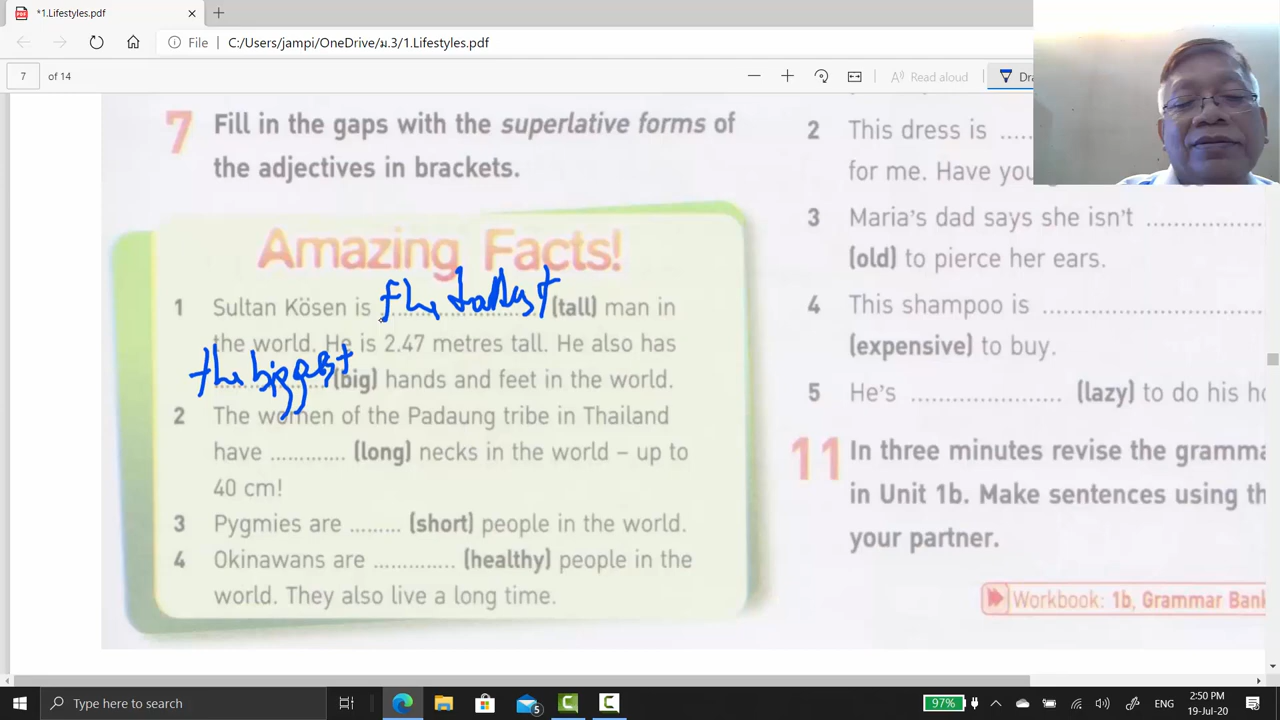 *1.Lifestyles.pdf
File C:/Users/jampi/OneDrive/ม.3/1.Lifestyles.pdf
7 of 14 Read aloud
7 Fill in the gaps with the superlative forms of
the adjectives in brackets.
Amazing Facts!
1 Sultan Kösen is the tallest (tall) man in
the world. He is 2.47 metres tall. He also has
the biggest (big) hands and feet in the world.
2 The women of the Padaung tribe in Thailand
have ............. (long) necks in the world – up to
40 cm!
3 Pygmies are ......... (short) people in the world.
4 Okinawans are .............. (healthy) people in the
world. They also live a long time.
2 This dress is .....
for me. Have you
3 Maria's dad says she isn't ....................
(old) to pierce her ears.
4 This shampoo is ........................
(expensive) to buy.
5 He's ...................... (lazy) to do his
11 In three minutes revise the
in Unit 1b. Make sentences using
your partner.
Workbook: 1b, Grammar
Type here to search
5
97%
ENG
2:50 PM
19-Jul-20